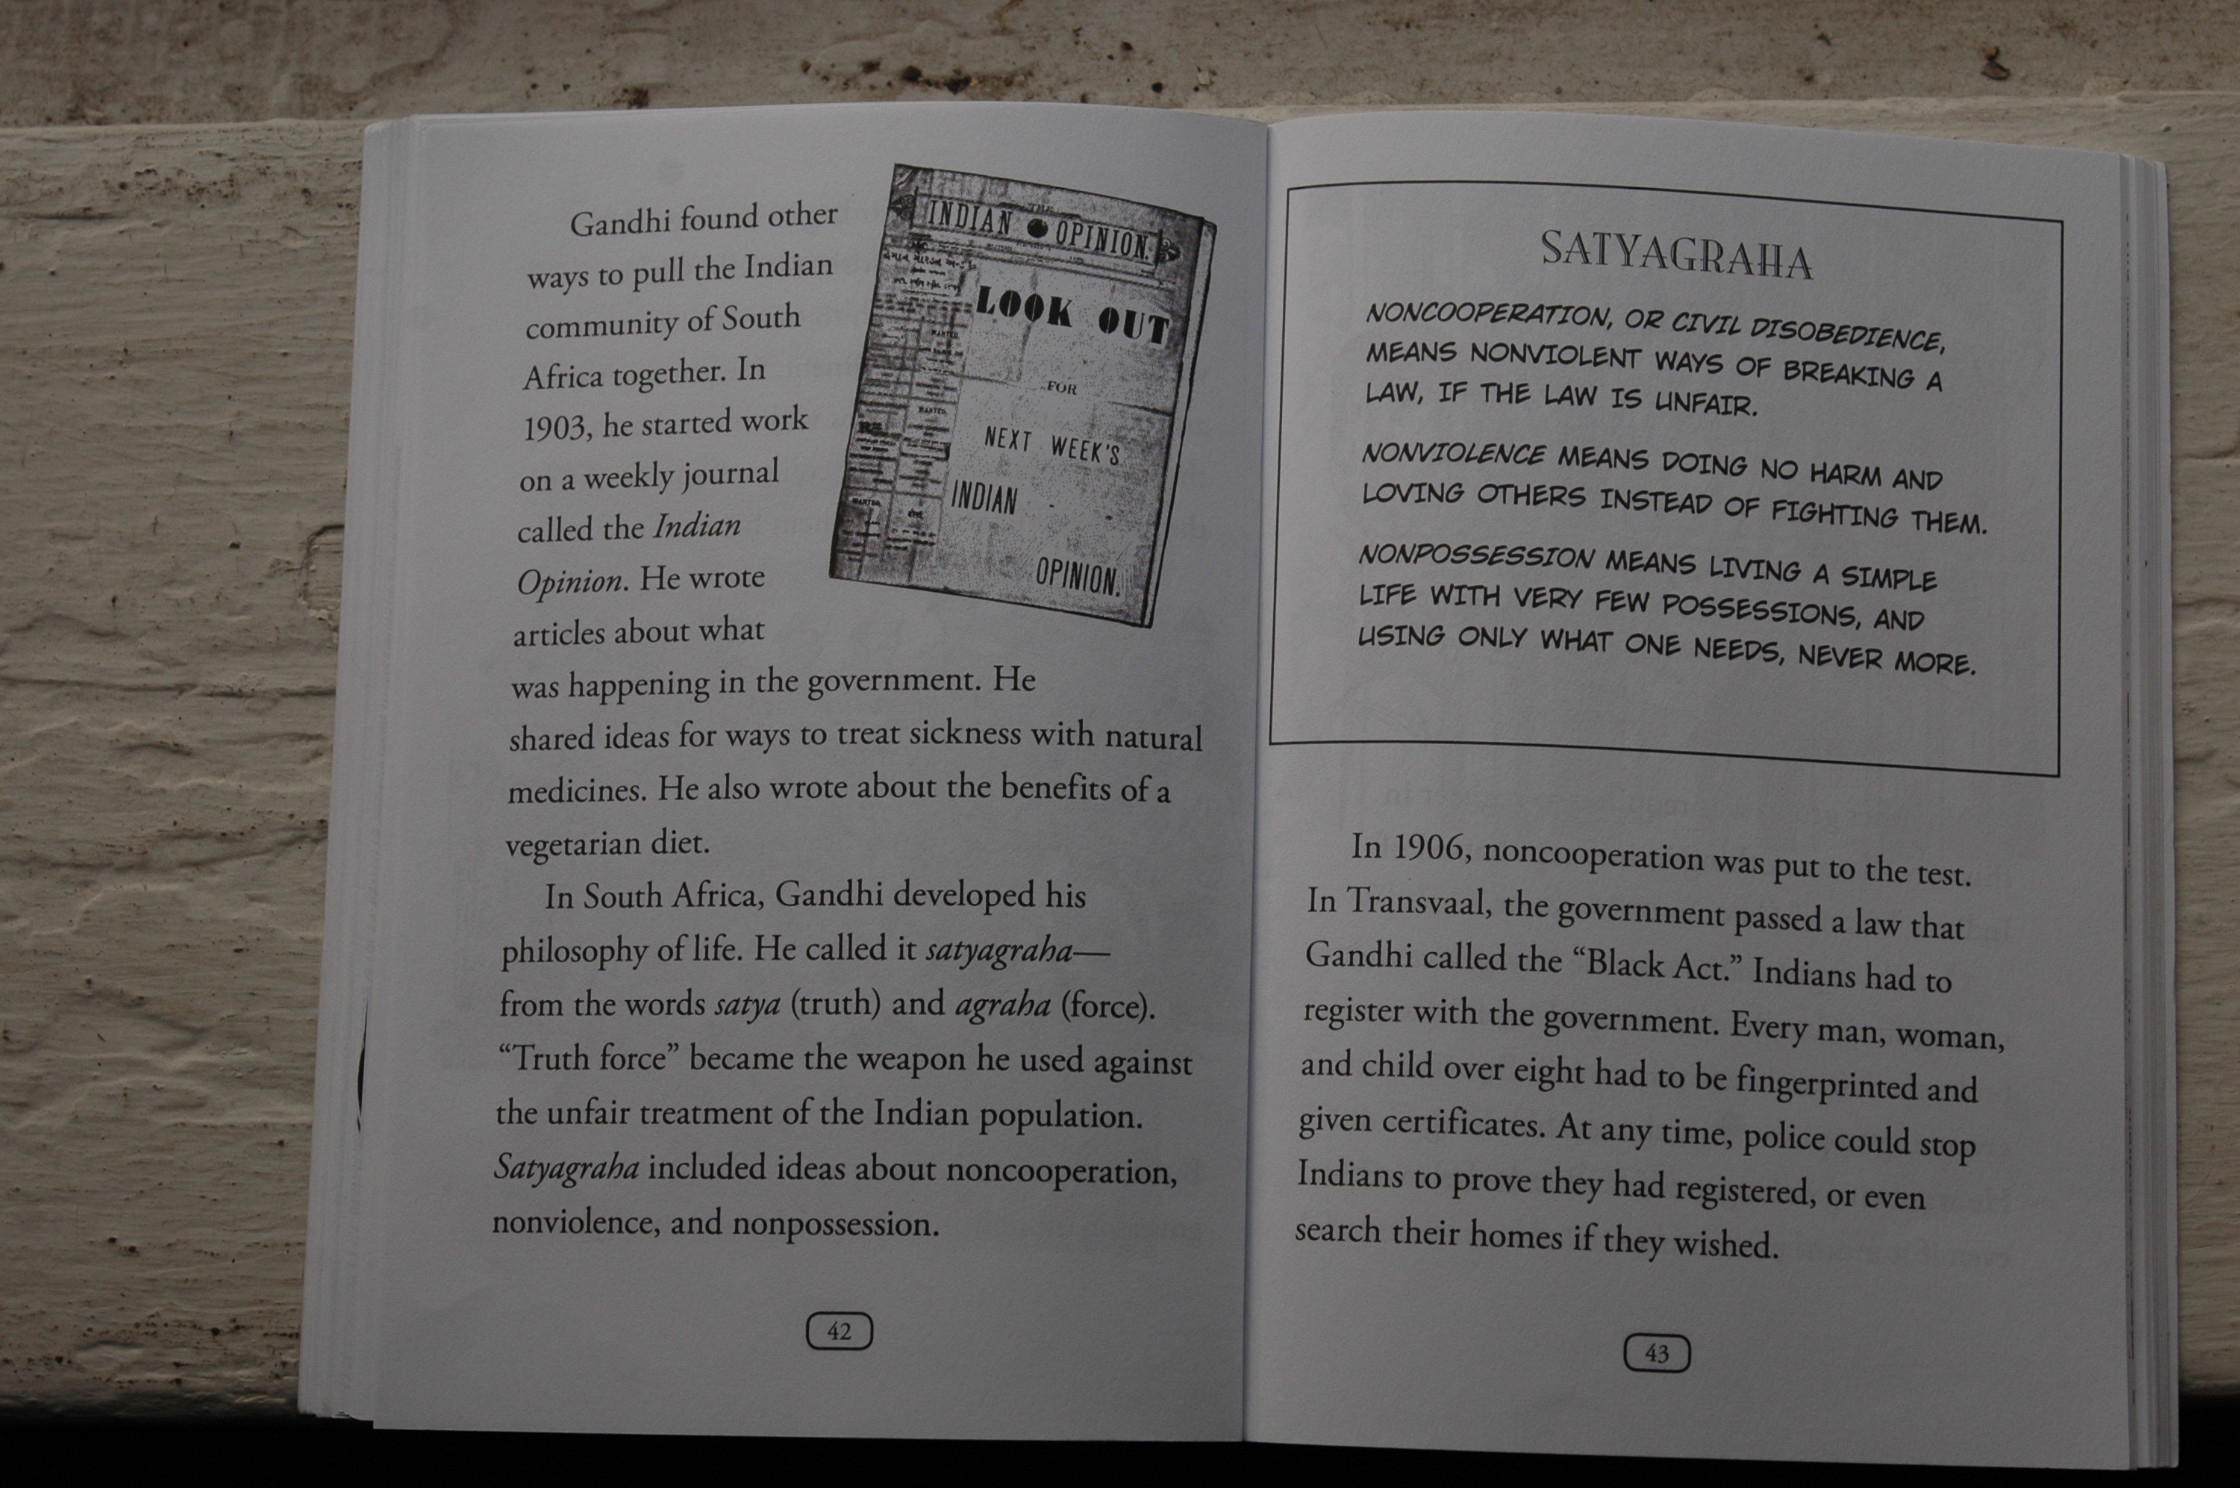 Gandhi found other
ways to pull the Indian
community of South
Africa together. In
1903, he started work
on a weekly journal
called the Indian
Opinion. He wrote
articles about what
was happening in the government. He
shared ideas for ways to treat sickness with natural
medicines. He also wrote about the benefits of a
vegetarian diet.
In South Africa, Gandhi developed his
philosophy of life. He called it satyagraha—
from the words satya (truth) and agraha (force).
“Truth force” became the weapon he used against
the unfair treatment of the Indian population.
Satyagraha included ideas about noncooperation,
nonviolence, and nonpossession.
42
THE
INDIAN OPINION.
LOOK OUT
FOR
NEXT WEEK'S
INDIAN
OPINION.
WANTED
WANTED
WANTED
SATYAGRAHA
NONCOOPERATION, OR CIVIL DISOBEDIENCE,
MEANS NONVIOLENT WAYS OF BREAKING A
LAW, IF THE LAW IS UNFAIR.
NONVIOLENCE MEANS DOING NO HARM AND
LOVING OTHERS INSTEAD OF FIGHTING THEM.
NONPOSSESSION MEANS LIVING A SIMPLE
LIFE WITH VERY FEW POSSESSIONS, AND
USING ONLY WHAT ONE NEEDS, NEVER MORE.
In 1906, noncooperation was put to the test.
In Transvaal, the government passed a law that
Gandhi called the “Black Act.” Indians had to
register with the government. Every man, woman,
and child over eight had to be fingerprinted and
given certificates. At any time, police could stop
Indians to prove they had registered, or even
search their homes if they wished.
43